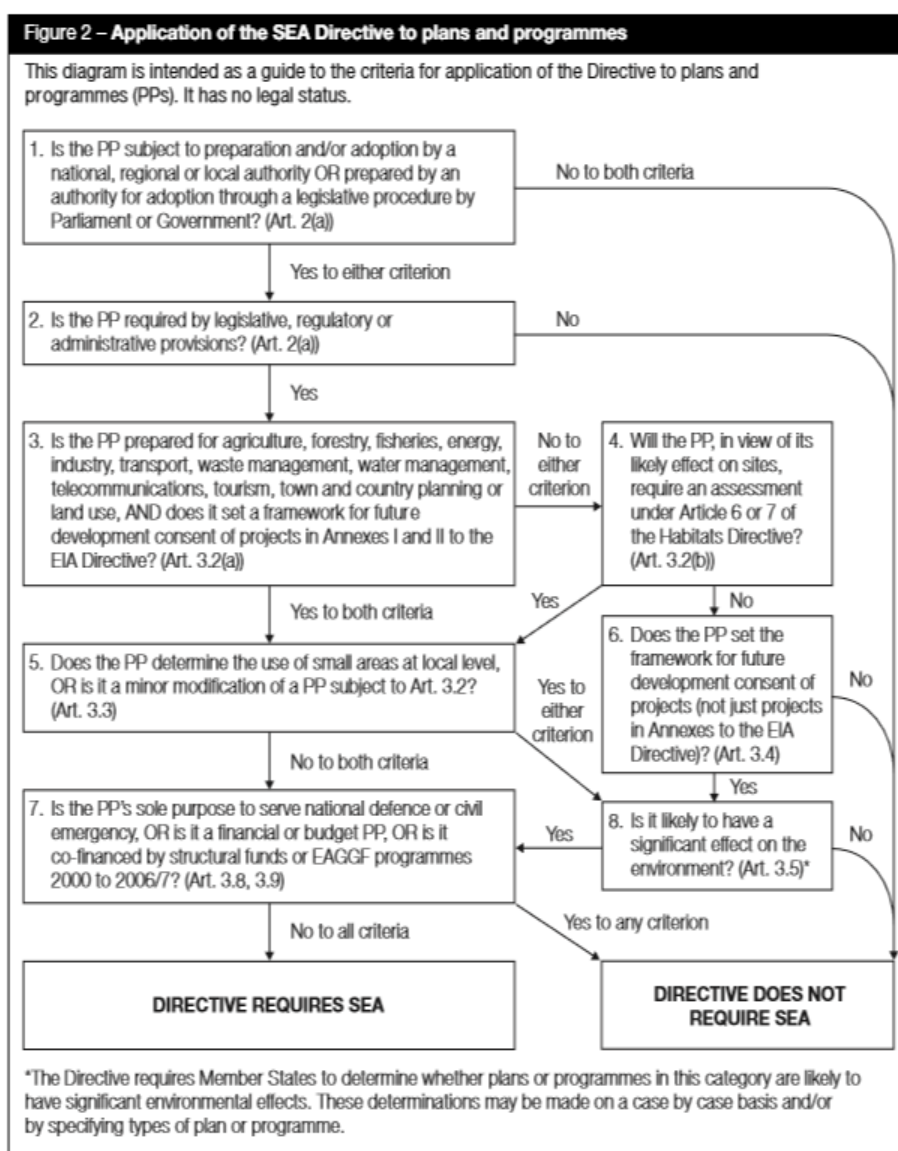 Figure 2 – Application of the SEA Directive to plans and programmes
This diagram is intended as a guide to the criteria for application of the Directive to plans and
programmes (PPs). It has no legal status.
1. Is the PP subject to preparation and/or adoption by a
national, regional or local authority OR prepared by an
authority for adoption through a legislative procedure by
Parliament or Government? (Art. 2(a))
No to both criteria
Yes to either criterion
2. Is the PP required by legislative, regulatory or
administrative provisions? (Art. 2(a))
No
Yes
3. Is the PP prepared for agriculture, forestry, fisheries, energy,
industry, transport, waste management, water management,
telecommunications, tourism, town and country planning or
land use, AND does it set a framework for future
development consent of projects in Annexes I and II to the
EIA Directive? (Art. 3.2(a))
No to
either
criterion
4. Will the PP, in view of its
likely effect on sites,
require an assessment
under Article 6 or 7 of
the Habitats Directive?
(Art. 3.2(b))
Yes to both criteria
Yes
No
5. Does the PP determine the use of small areas at local level,
OR is it a minor modification of a PP subject to Art. 3.2?
(Art. 3.3)
Yes to
either
criterion
6. Does the PP set the
framework for future
development consent of
projects (not just projects
in Annexes to the EIA
Directive)? (Art. 3.4)
No
No to both criteria
Yes
7. Is the PP's sole purpose to serve national defence or civil
emergency, OR is it a financial or budget PP, OR is it
co-financed by structural funds or EAGGF programmes
2000 to 2006/7? (Art. 3.8, 3.9)
Yes
8. Is it likely to have a
significant effect on the
environment? (Art. 3.5)*
No
No to all criteria
Yes to any criterion
DIRECTIVE REQUIRES SEA
DIRECTIVE DOES NOT
REQUIRE SEA
*The Directive requires Member States to determine whether plans or programmes in this category are likely to
have significant environmental effects. These determinations may be made on a case by case basis and/or
by specifying types of plan or programme.